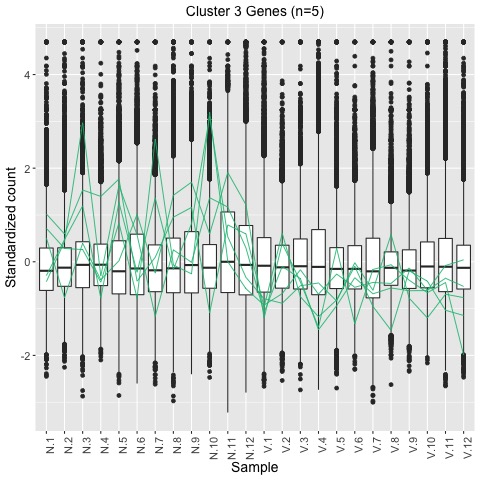 Cluster 3 Genes (n=5)
Standardized count
4
2
0
-2
N.1 N.2 N.3 N.4 N.5 N.6 N.7 N.8 N.9 N.10 N.11 N.12 V.1 V.2 V.3 V.4 V.5 V.6 V.7 V.8 V.9 V.10 V.11 V.12
Sample